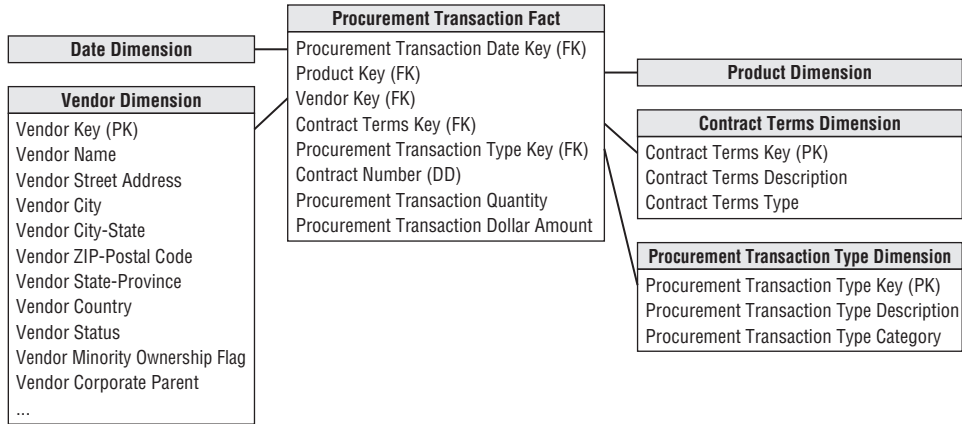 Procurement Transaction Fact
Procurement Transaction Date Key (FK)
Product Key (FK)
Vendor Key (FK)
Contract Terms Key (FK)
Procurement Transaction Type Key (FK)
Contract Number (DD)
Procurement Transaction Quantity
Procurement Transaction Dollar Amount
Date Dimension
Vendor Dimension
Vendor Key (PK)
Vendor Name
Vendor Street Address
Vendor City
Vendor City-State
Vendor ZIP-Postal Code
Vendor State-Province
Vendor Country
Vendor Status
Vendor Minority Ownership Flag
Vendor Corporate Parent
...
Product Dimension
Contract Terms Dimension
Contract Terms Key (PK)
Contract Terms Description
Contract Terms Type
Procurement Transaction Type Dimension
Procurement Transaction Type Key (PK)
Procurement Transaction Type Description
Procurement Transaction Type Category